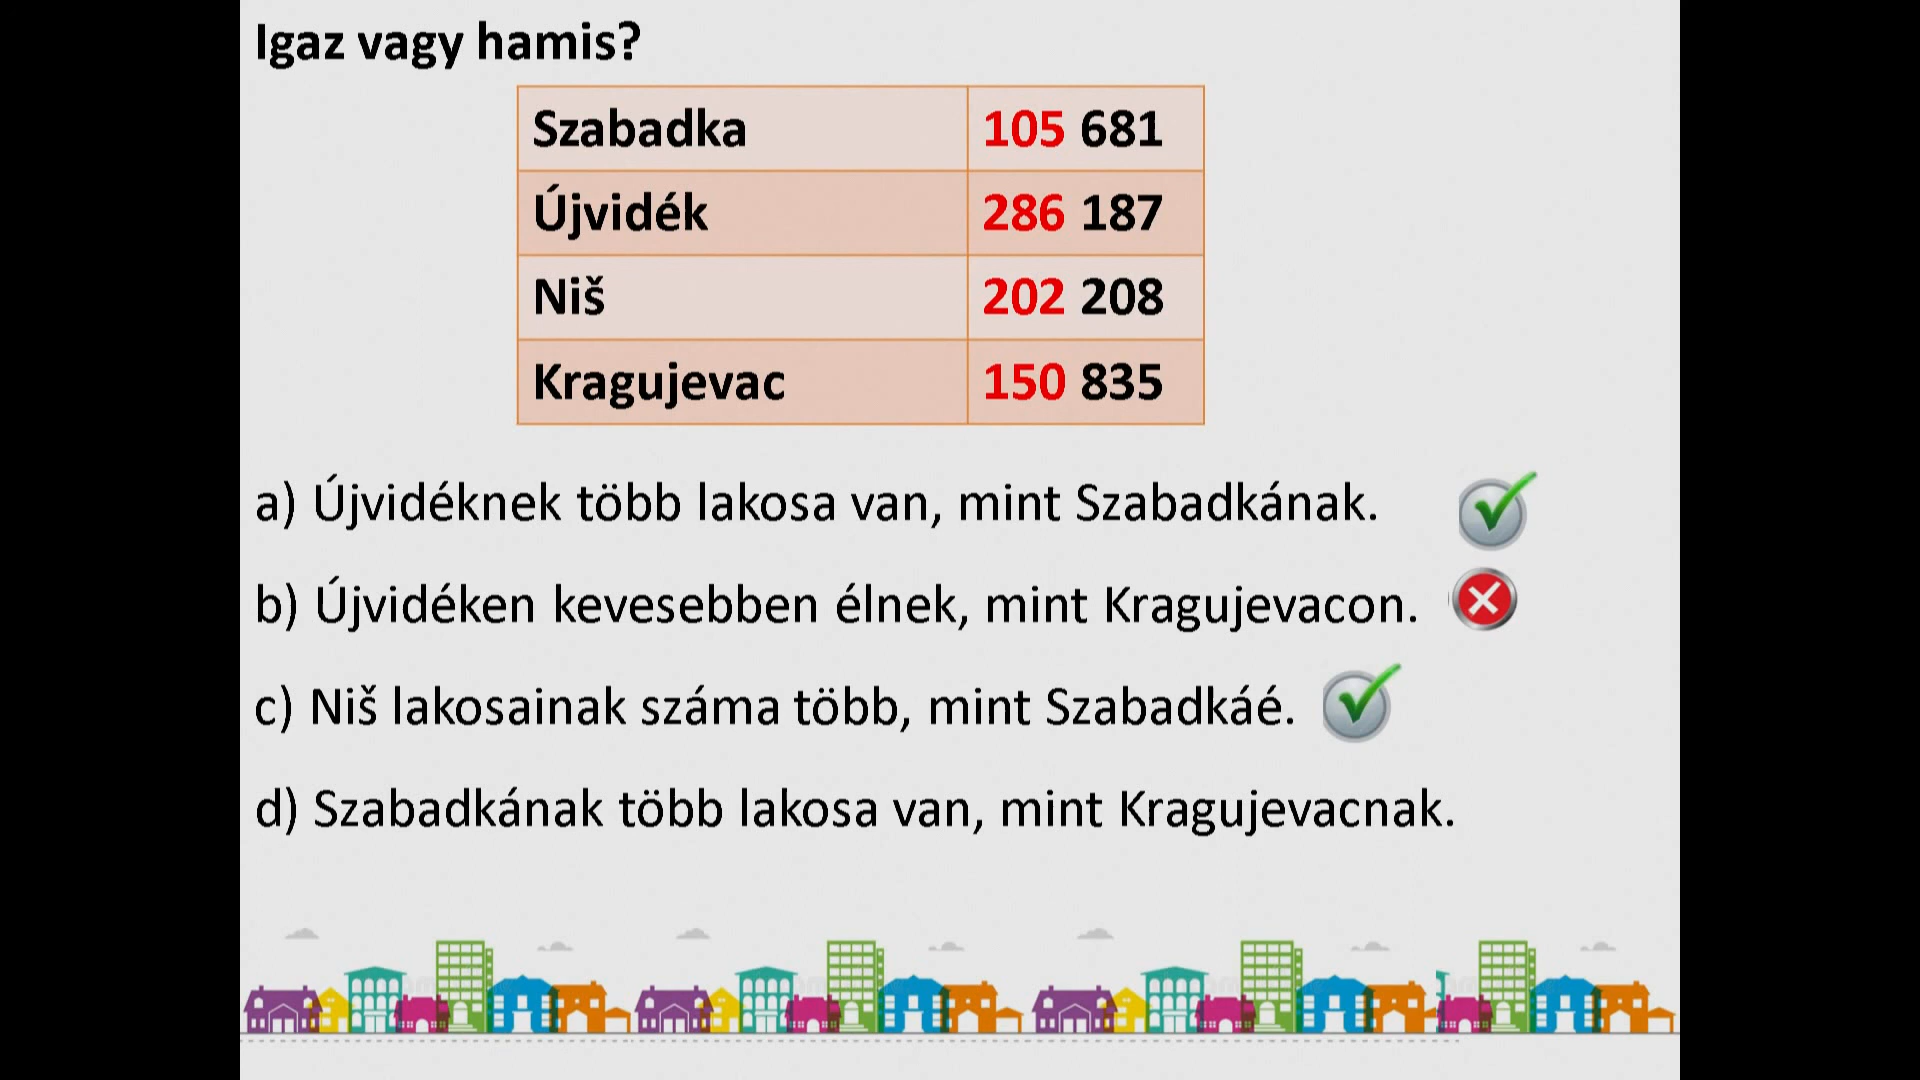 Igaz vagy hamis?
Szabadka 105 681
Újvidék 286 187
Niš 202 208
Kragujevac 150 835
a) Újvidéknek több lakosa van, mint Szabadkának.
b) Újvidéken kevesebben élnek, mint Kragujevacon.
c) Niš lakosainak száma több, mint Szabadkáé.
d) Szabadkának több lakosa van, mint Kragujevacnak.